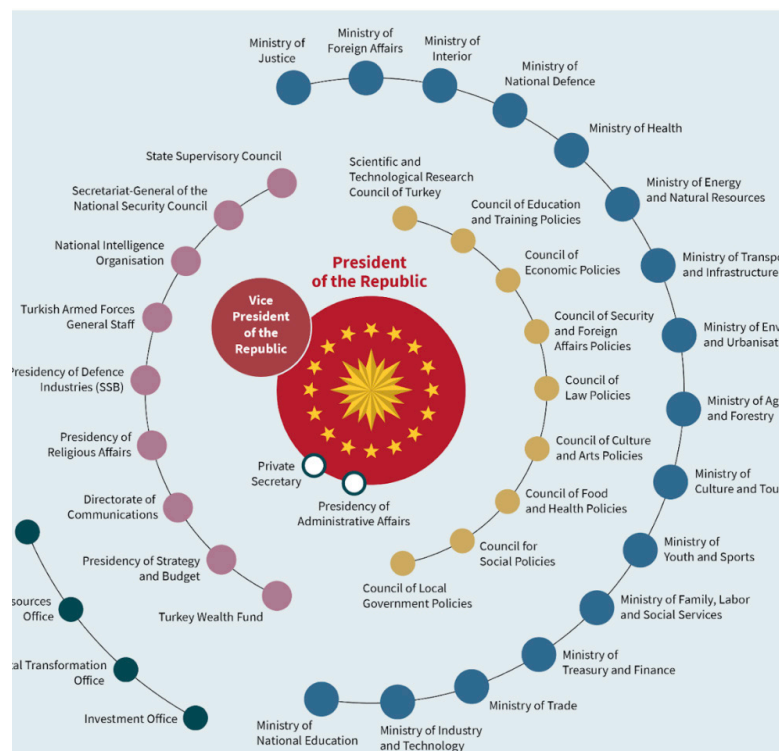 Ministry of
Justice
Ministry of
Foreign Affairs
Ministry of
Interior
Ministry of
National Defence
Ministry of Health
Ministry of Energy
and Natural Resources
Ministry of
and Infrastructure
Ministry of
and
Ministry of
and Forestry
Ministry of
Culture and
Ministry of
Youth and Sports
Ministry of Family, Labor
and Social Services
Ministry of
Treasury and Finance
Ministry of Trade
Ministry of Industry
and Technology
Ministry of
National Education
State Supervisory Council
Secretariat-General of the
National Security Council
National Intelligence
Organisation
Turkish Armed Forces
General Staff
Presidency of Defence
Industries (SSB)
Presidency of
Religious Affairs
Directorate of
Communications
Presidency of Strategy
and Budget
Turkey Wealth Fund
Scientific and
Technological Research
Council of Turkey
Council of Education
and Training Policies
Council of
Economic Policies
Council of Security
and Foreign
Affairs Policies
Council of
Law Policies
Council of Culture
and Arts Policies
Council of Food
and Health Policies
Council for
Social Policies
Council of Local
Government Policies
President
of the Republic
Vice
President
of the
Republic
Private
Secretary
Presidency of
Administrative Affairs
Office
Transformation
Office
Investment Office